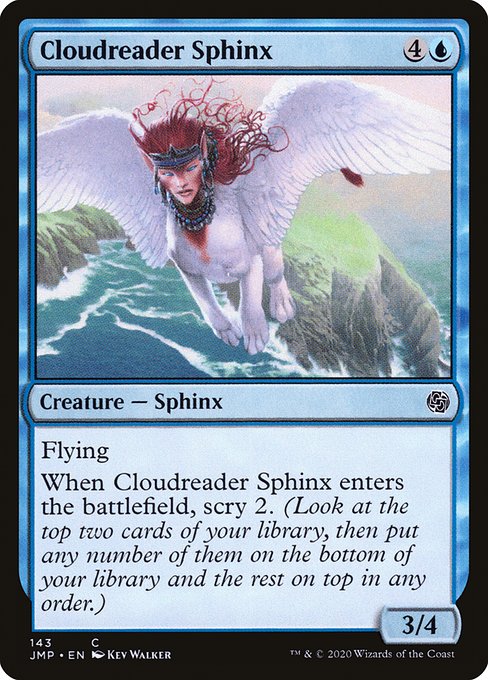 Cloudreader Sphinx 4
Creature — Sphinx
Flying
When Cloudreader Sphinx enters
the battlefield, scry 2. (Look at the
top two cards of your library, then put
any number of them on the bottom of
your library and the rest on top in any
order.)
3/4
143 C
JMP • EN Kev Walker
™ & © 2020 Wizards of the Coast